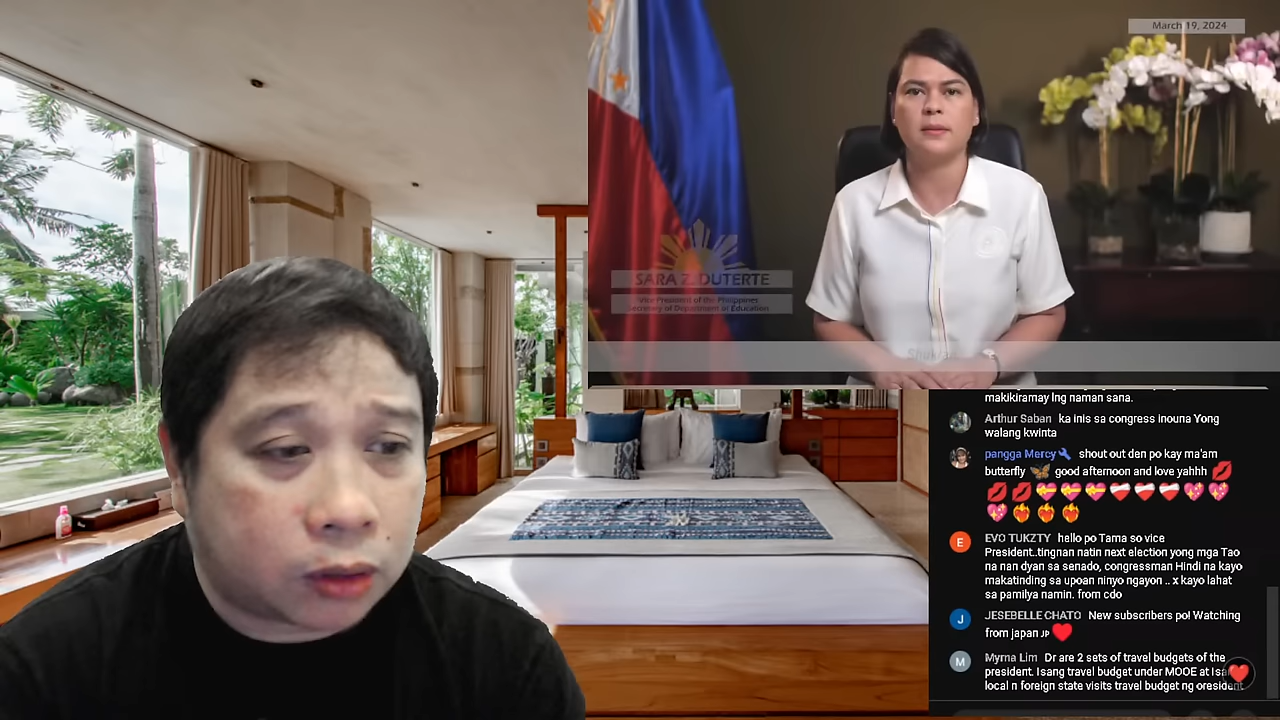 March 19, 2024
SARA Z. DUTERTE
Vice President of the Philippines
Secretary of Department of Education
makikiramay lng naman sana.
Arthur Saban ka inis sa congress inouna Yong
walang kwinta
pangga Mercy shout out den po kay ma'am
butterfly good afternoon and love yahhh
E EVO TUKZTY hello po Tama so vice
President..tingnan natin next election yong mga Tao
na nan dyan sa senado, congressman Hindi na kayo
makatinding sa upoan ninyo ngayon .. x kayo lahat
sa pamilya namin. from cdo
J JESEBELLE CHATO New subscribers po! Watching
from japan JP
M Myrna Lim Dr are 2 sets of travel budgets of the
president. Isang travel budget under MOOE at Isa
local n foreign state visits travel budget ng oresident